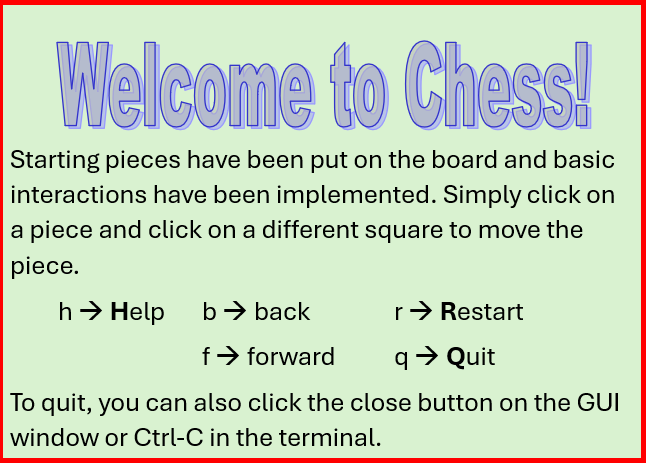 Welcome to Chess!
Starting pieces have been put on the board and basic
interactions have been implemented. Simply click on
a piece and click on a different square to move the
piece.
h → Help b → back r → Restart
f → forward q → Quit
To quit, you can also click the close button on the GUI
window or Ctrl-C in the terminal.